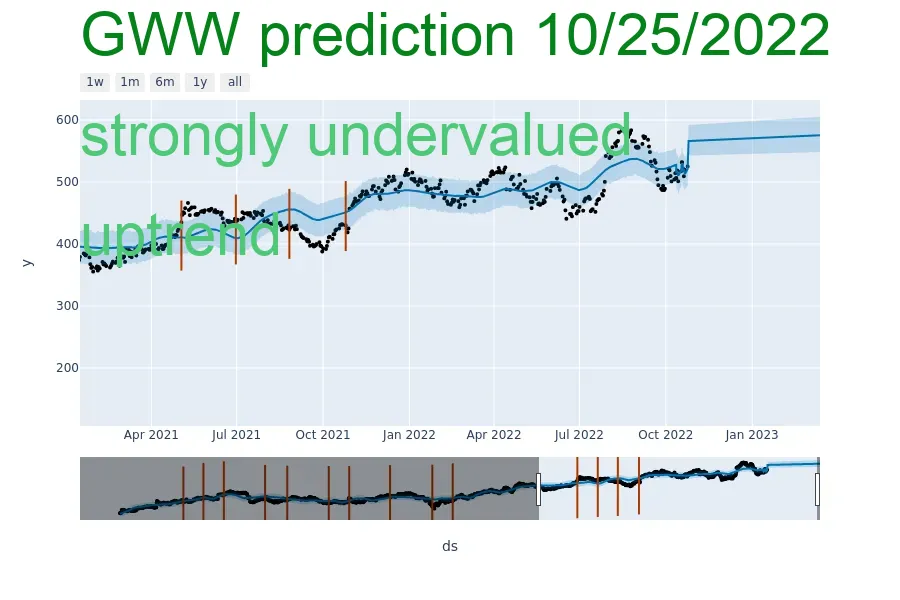 GWW prediction 10/25/2022
1w 1m 6m 1y all
600
strongly undervalued
500
uptrend
400
y
300
200
Apr 2021 Jul 2021 Oct 2021 Jan 2022 Apr 2022 Jul 2022 Oct 2022 Jan 2023
ds